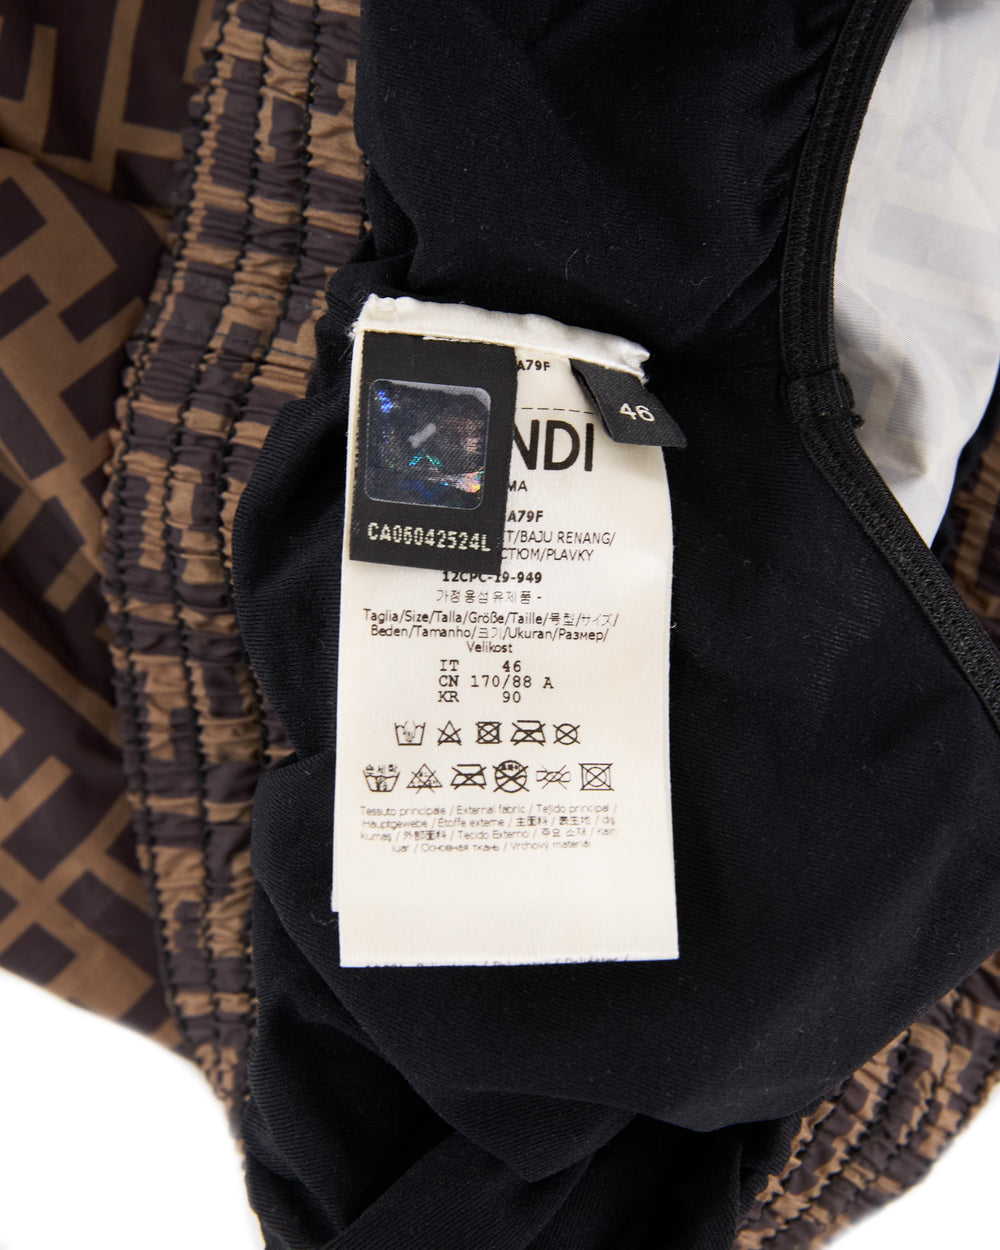 A79F
46
NDI
MA
A79F
CA06042524L
IT/BAJU RENANG/
CTIOM/PLAVKY
12CPC-19-949
가정용섬유제품 -
Taglia/Size/Talla/Größe/Taille/号型/サイズ/
Beden/Tamanho/크기/Ukuran/Размер/
Velikost
IT 46
CN 170/88 A
KR 90
Tessuto principale / External fabric / Tejido principal /
Hauptgewebe / Étoffe externe / 主面料 / 表生地 / dış
kumaş / 外部面料 / Tecido Externo / 주요 소재 / Kain
luar / Основная ткань / Vrchový materiál